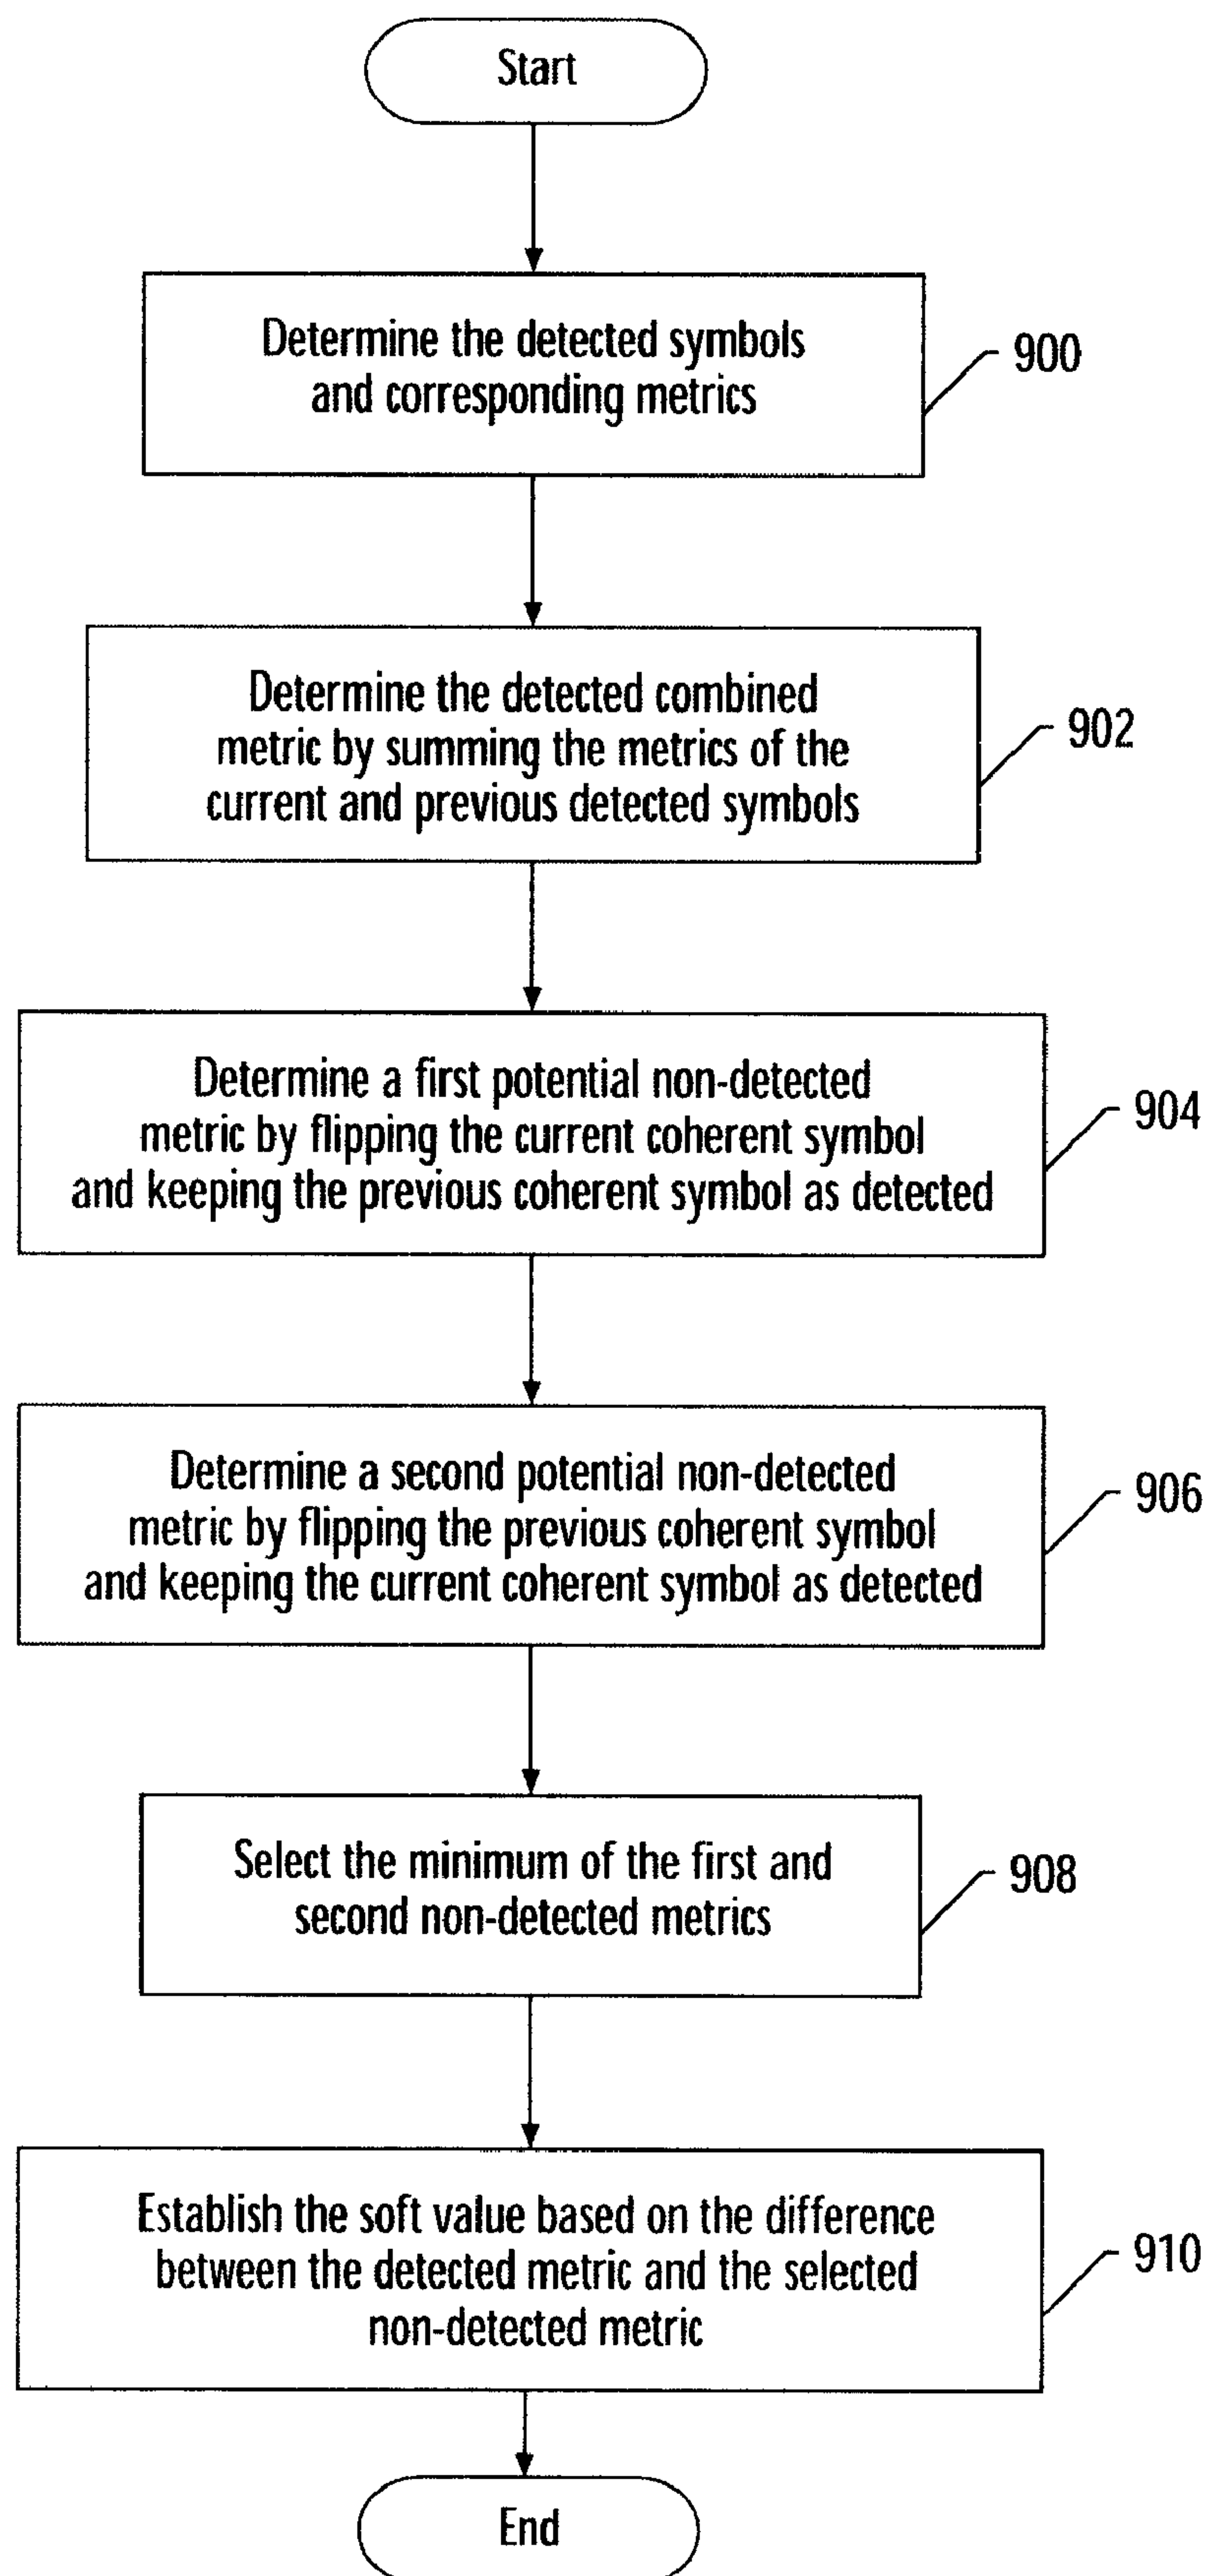 Start
Determine the detected symbols
and corresponding metrics
900
Determine the detected combined
metric by summing the metrics of the
current and previous detected symbols
902
Determine a first potential non-detected
metric by flipping the current coherent symbol
and keeping the previous coherent symbol as detected
904
Determine a second potential non-detected
metric by flipping the previous coherent symbol
and keeping the current coherent symbol as detected
906
Select the minimum of the first and
second non-detected metrics
908
Establish the soft value based on the difference
between the detected metric and the selected
non-detected metric
910
End